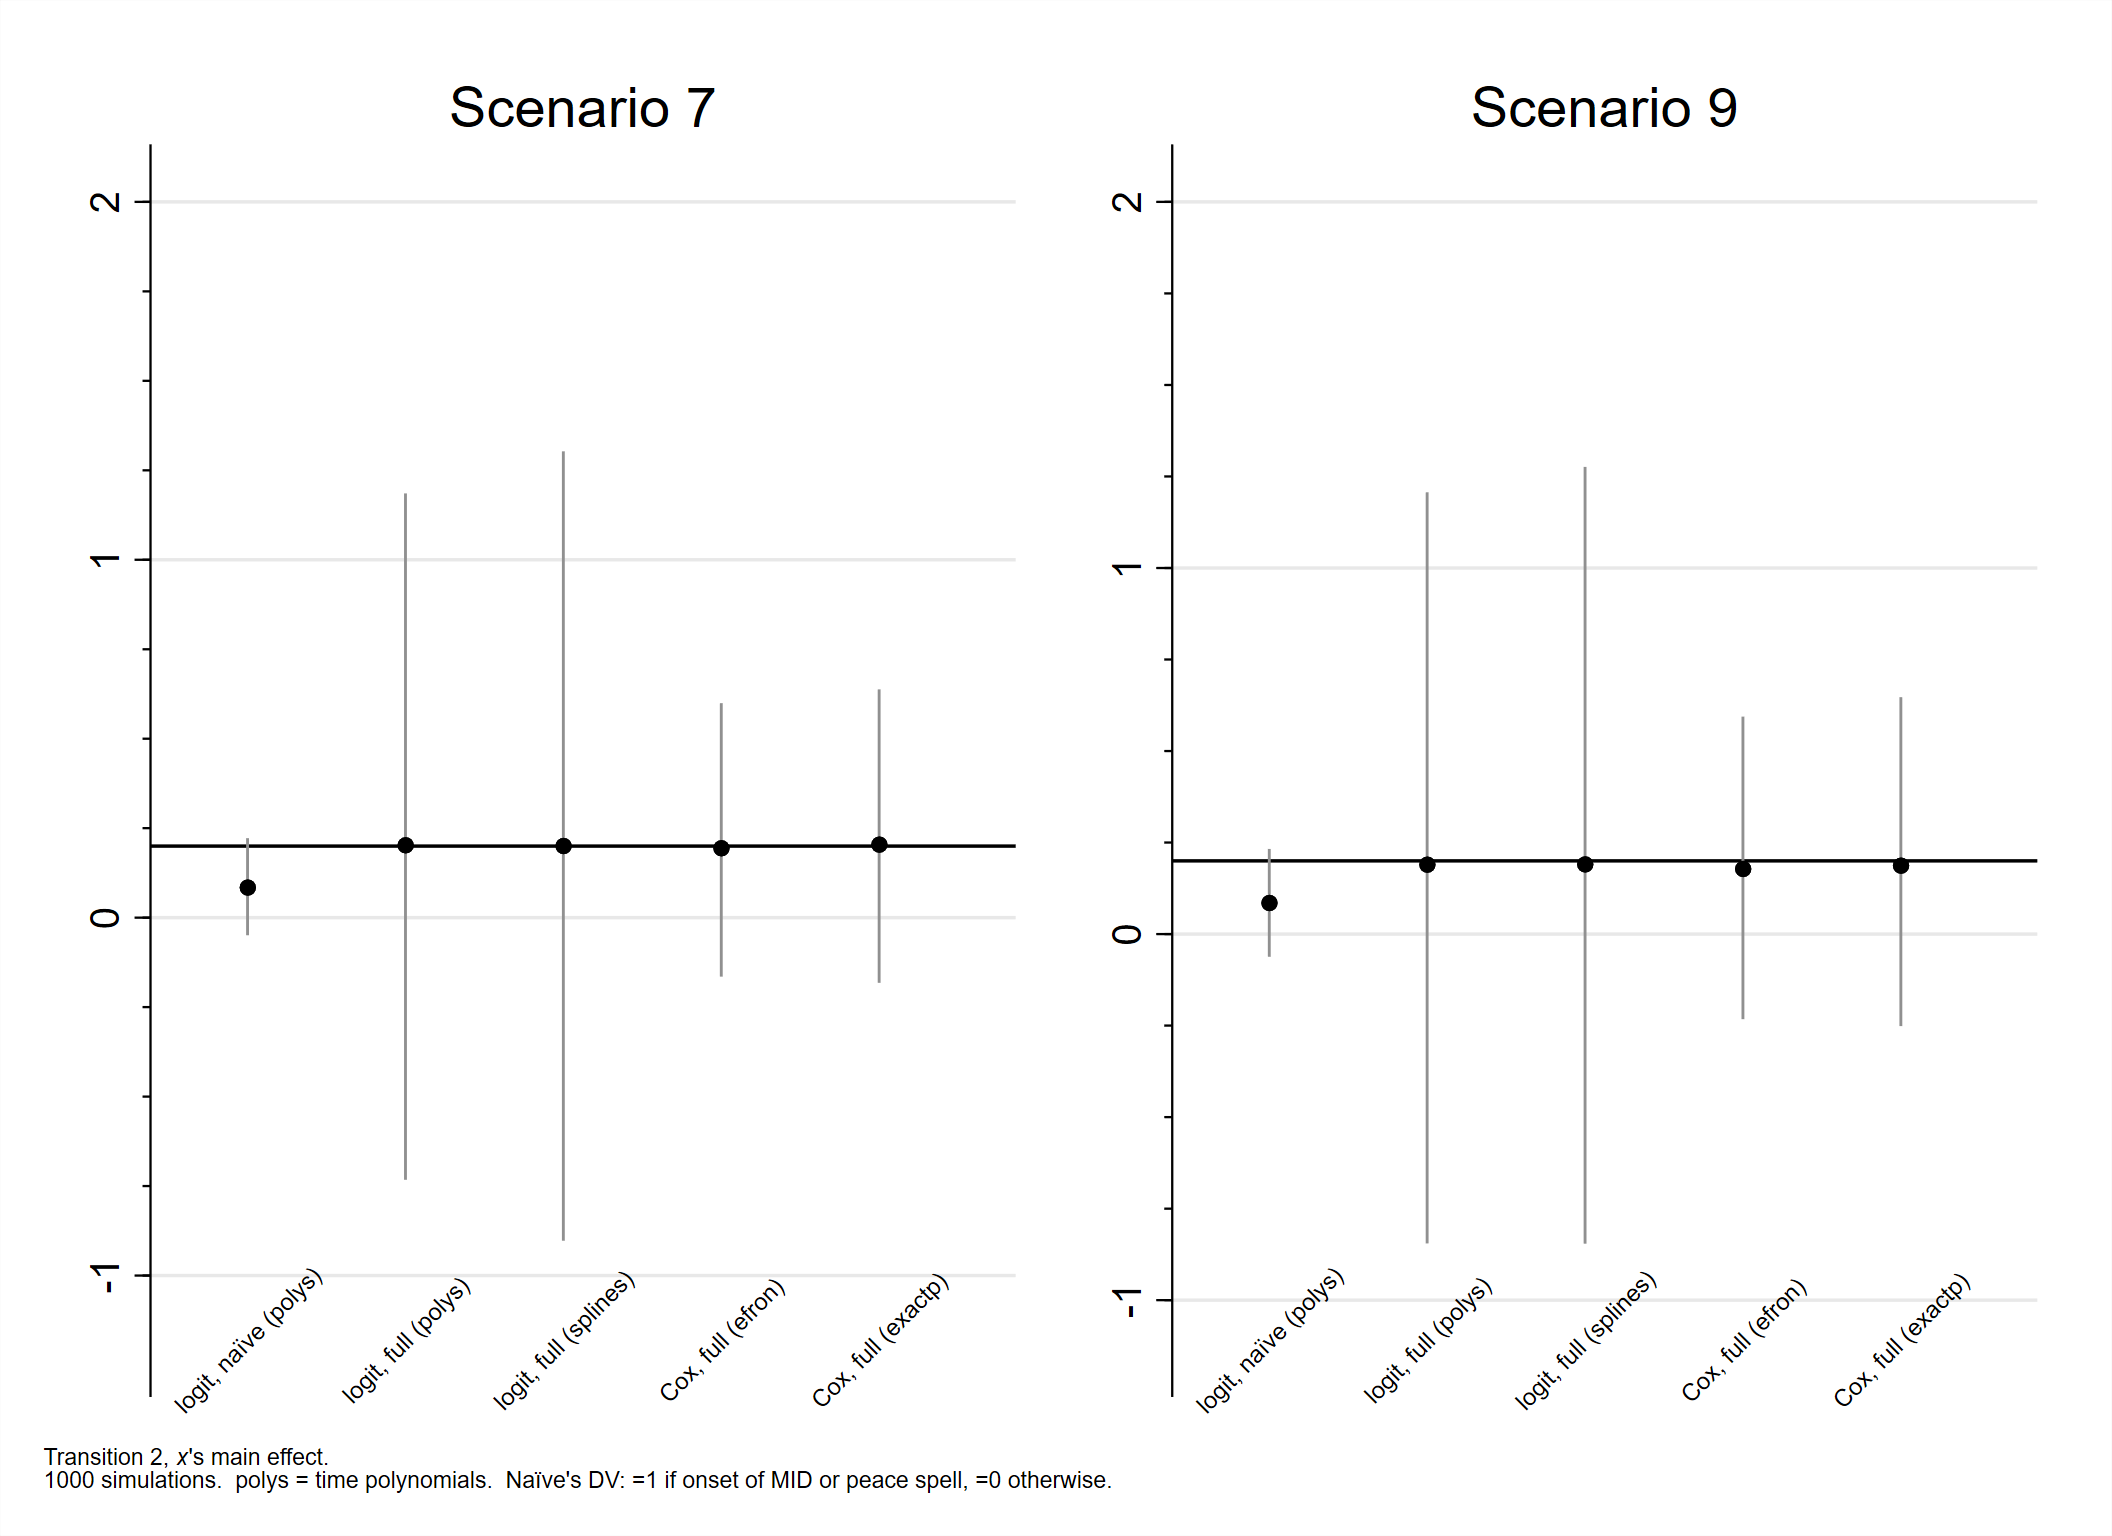 Scenario 7
2
1
0
-1
logit, naïve (polys)
logit, full (polys)
logit, full (splines)
Cox, full (efron)
Cox, full (exactp)
Scenario 9
2
1
0
-1
logit, naïve (polys)
logit, full (polys)
logit, full (splines)
Cox, full (efron)
Cox, full (exactp)
Transition 2, x's main effect.
1000 simulations.  polys = time polynomials.  Naïve's DV: =1 if onset of MID or peace spell, =0 otherwise.